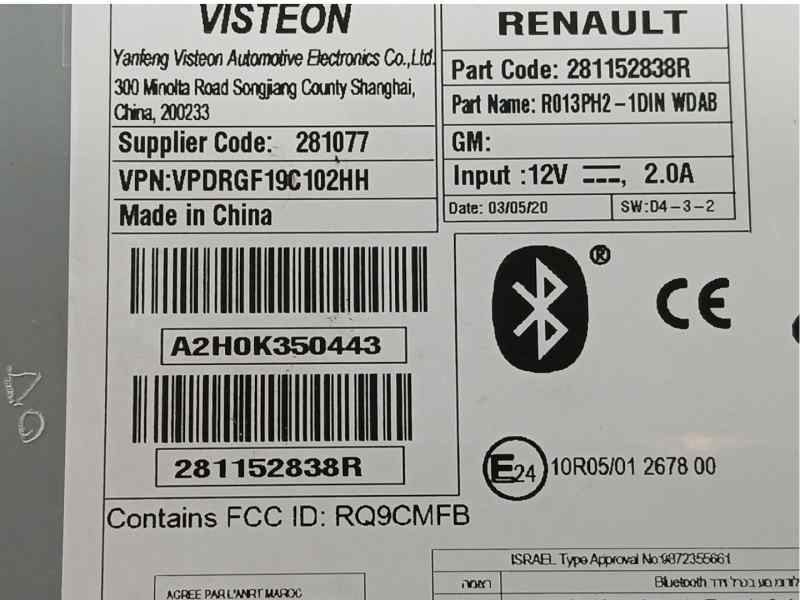 VISTEON
Yanfeng Visteon Automotive Electronics Co.,Ltd.
300 Minolta Road Songjiang County Shanghai,
China, 200233
Supplier Code: 281077
VPN:VPDRGF19C102HH
Made in China
RENAULT
Part Code: 281152838R
Part Name: R013PH2-1DIN WDAB
GM:
Input :12V ⎓, 2.0A
Date: 03/05/20 SW:D4-3-2
A2H0K350443
281152838R
®
CE
E24 10R05/01 2678 00
Contains FCC ID: RQ9CMFB
ISRAEL Type Approval No:9872355661
Bluetooth
AGREE PAR L'ANRT MAROC